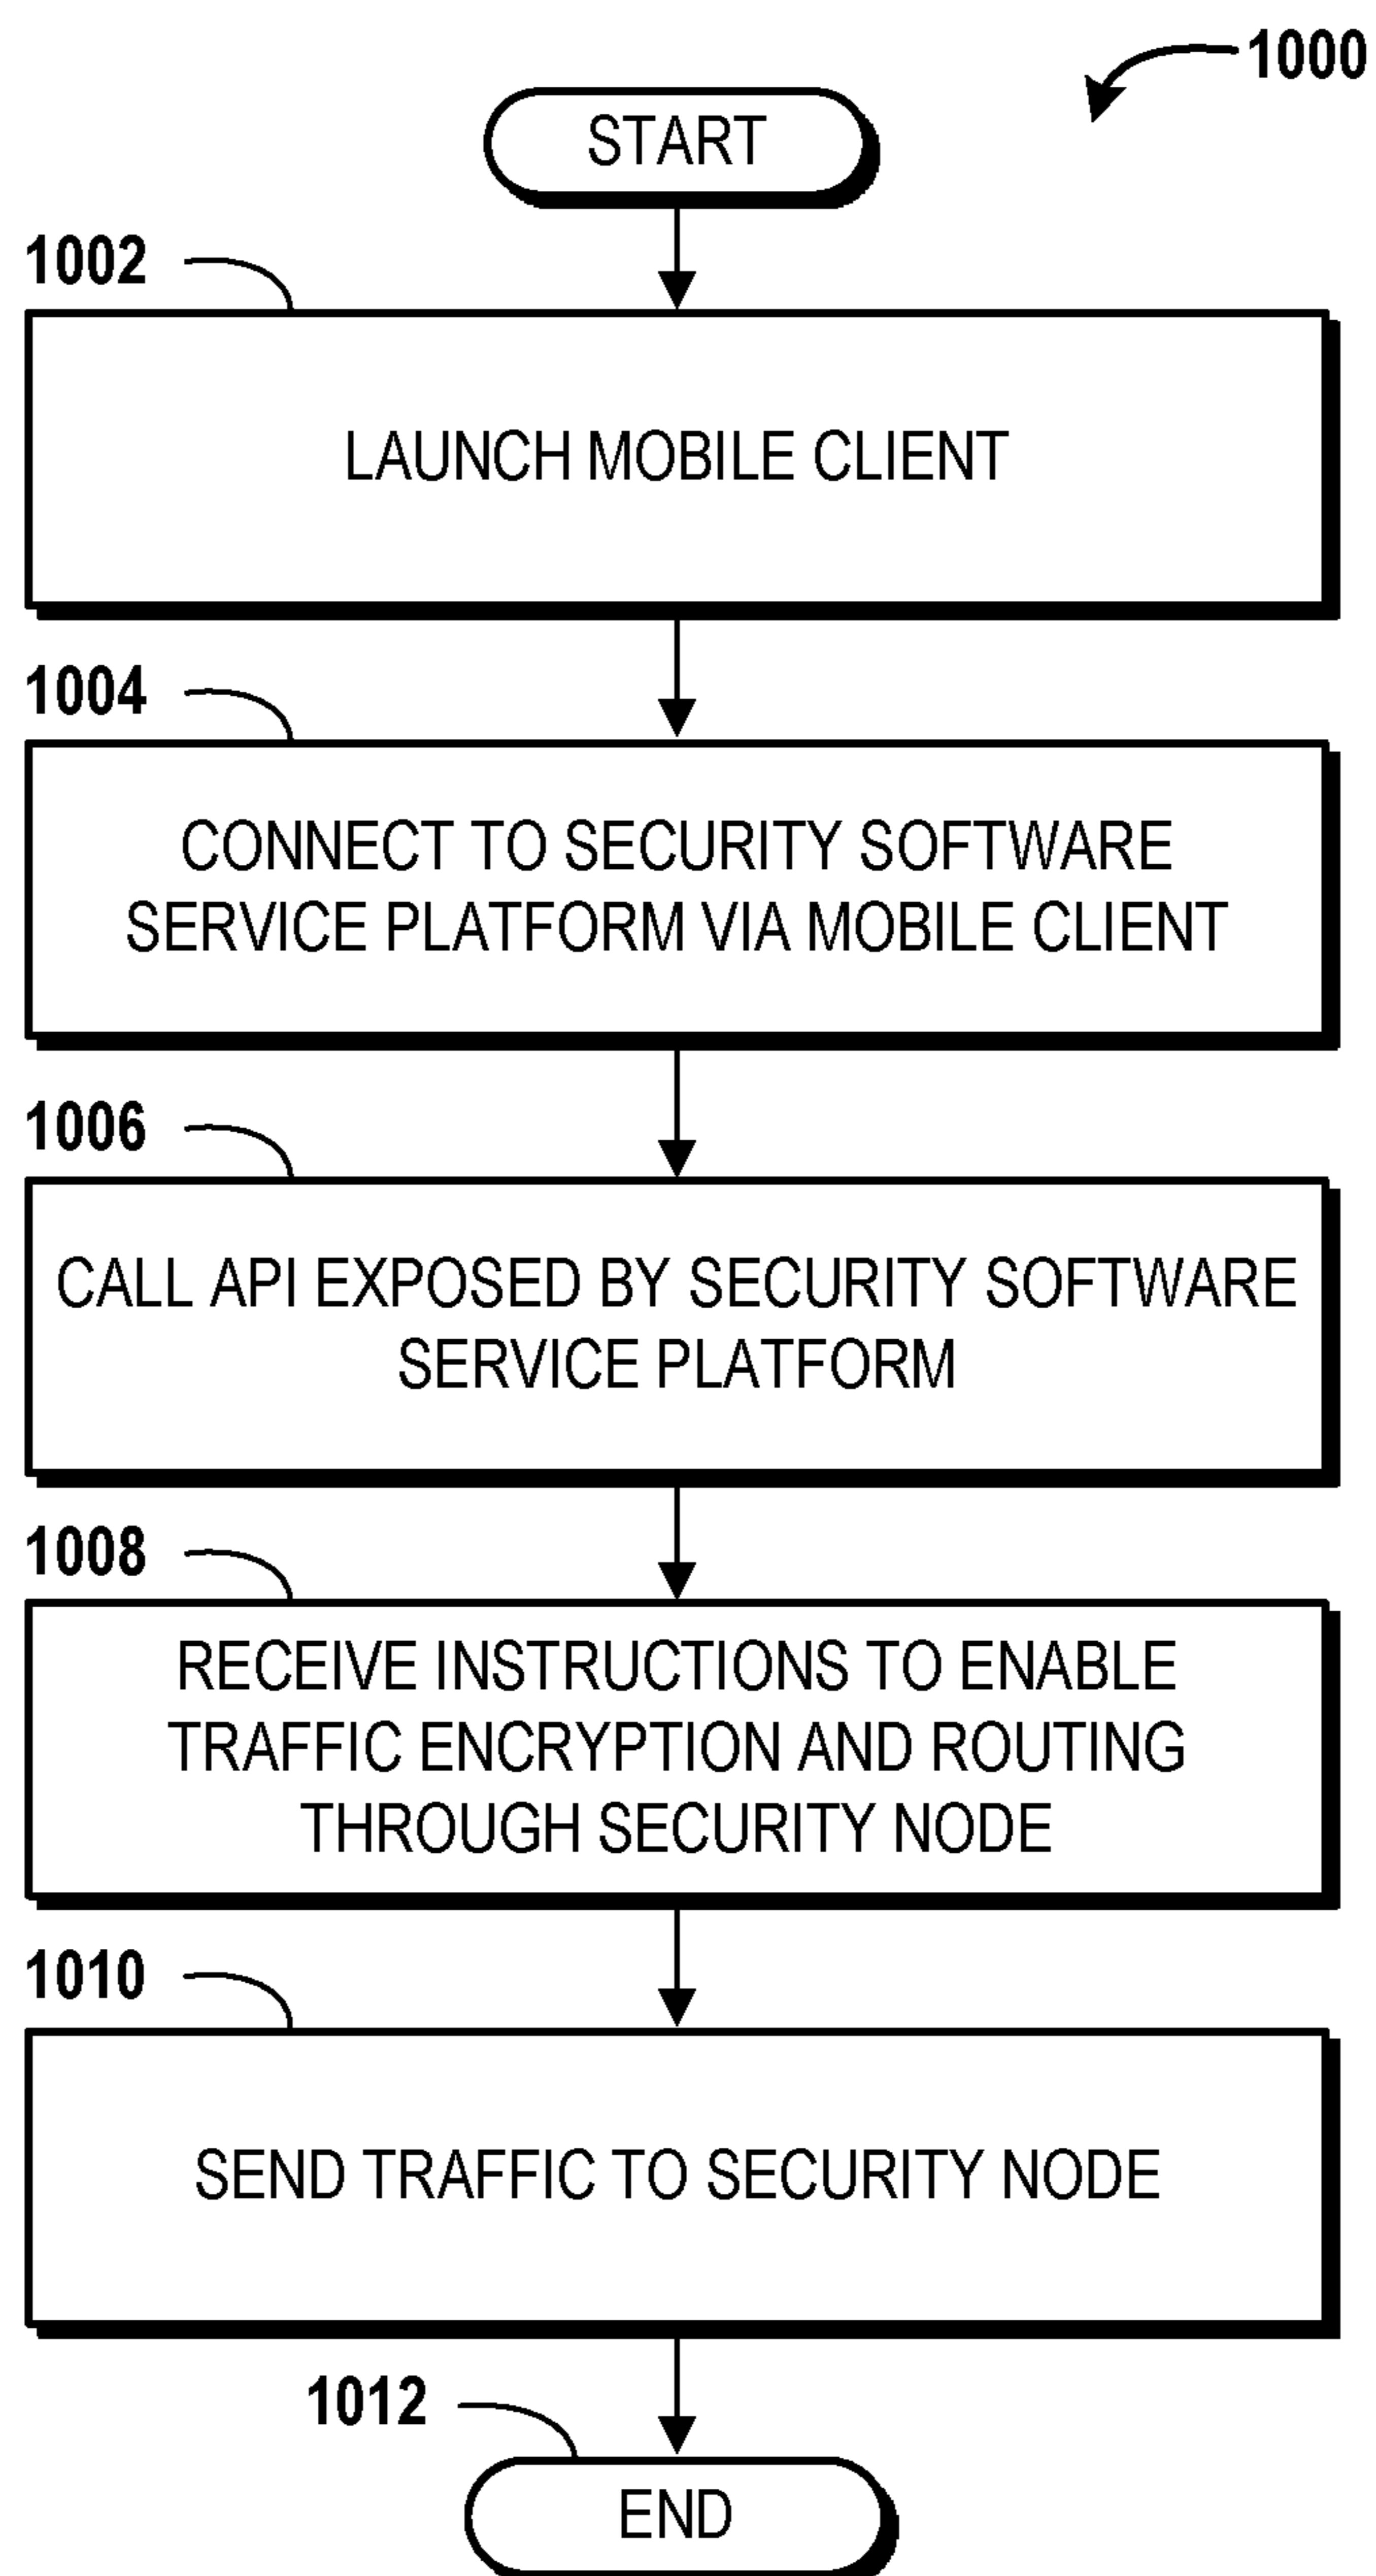 1000
START
1002
LAUNCH MOBILE CLIENT
1004
CONNECT TO SECURITY SOFTWARE
SERVICE PLATFORM VIA MOBILE CLIENT
1006
CALL API EXPOSED BY SECURITY SOFTWARE
SERVICE PLATFORM
1008
RECEIVE INSTRUCTIONS TO ENABLE
TRAFFIC ENCRYPTION AND ROUTING
THROUGH SECURITY NODE
1010
SEND TRAFFIC TO SECURITY NODE
1012
END